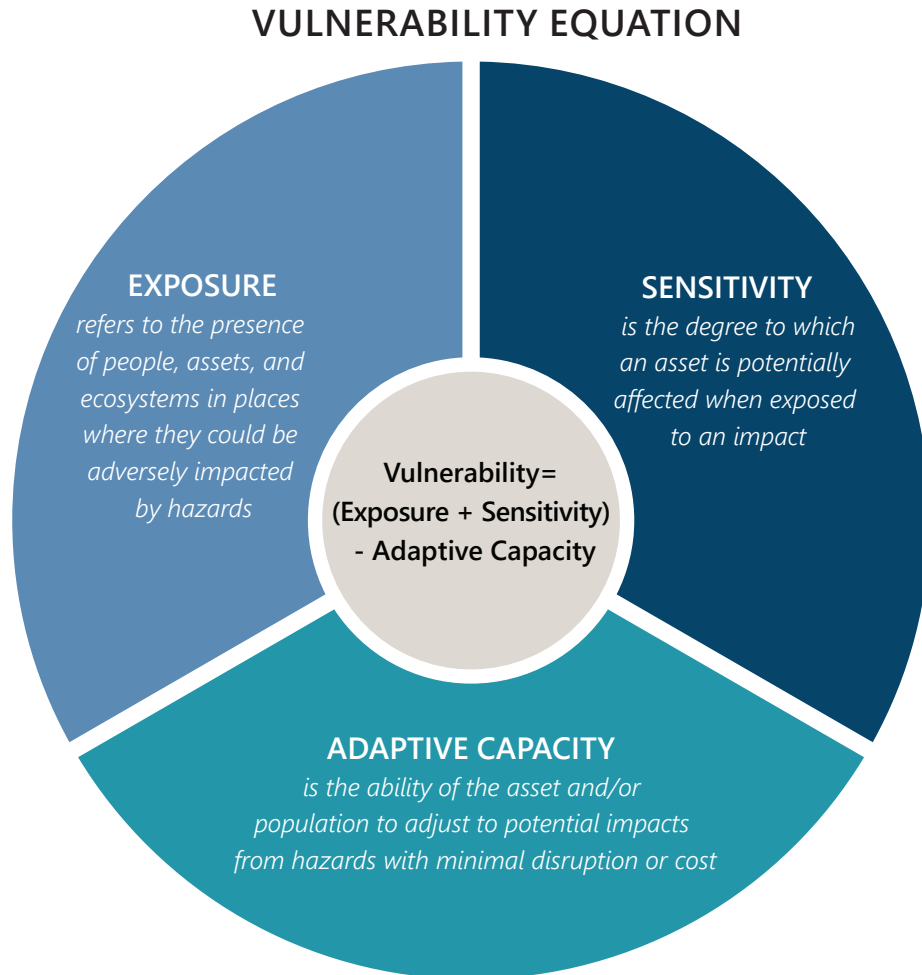 VULNERABILITY EQUATION
EXPOSURE
refers to the presence
of people, assets, and
ecosystems in places
where they could be
adversely impacted
by hazards
SENSITIVITY
is the degree to which
an asset is potentially
affected when exposed
to an impact
Vulnerability=
(Exposure + Sensitivity)
- Adaptive Capacity
ADAPTIVE CAPACITY
is the ability of the asset and/or
population to adjust to potential impacts
from hazards with minimal disruption or cost